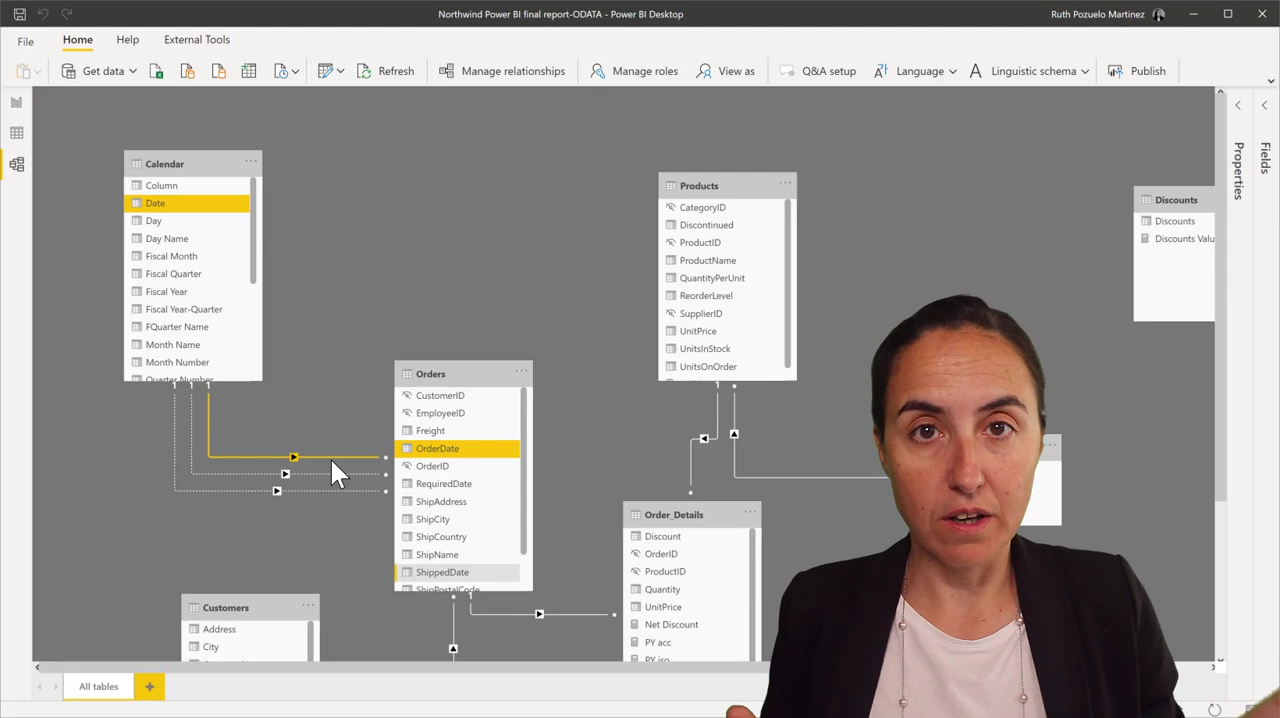 Northwind Power BI final report-ODATA - Power BI Desktop
Ruth Pozuelo Martinez
File
Home
Help
External Tools
Get data
Refresh
Manage relationships
Manage roles
View as
Q&A setup
Language
Linguistic schema
Publish
Calendar
Column
Date
Day
Day Name
Fiscal Month
Fiscal Quarter
Fiscal Year
Fiscal Year-Quarter
FQuarter Name
Month Name
Month Number
Quarter Number
Orders
CustomerID
EmployeeID
Freight
OrderDate
OrderID
RequiredDate
ShipAddress
ShipCity
ShipCountry
ShipName
ShippedDate
ShipPostalCode
Customers
Address
City
Products
CategoryID
Discontinued
ProductID
ProductName
QuantityPerUnit
ReorderLevel
SupplierID
UnitPrice
UnitsInStock
UnitsOnOrder
Order_Details
Discount
OrderID
ProductID
Quantity
UnitPrice
Net Discount
PY acc
PY iso
Discounts
Discounts
Discounts Valu
Properties
Fields
All tables